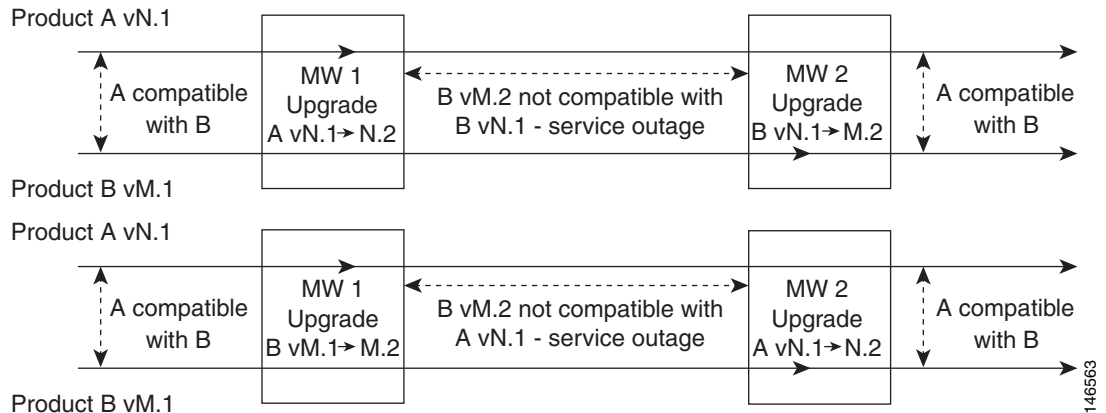 Product A vN.1
A compatible
with B
MW 1
Upgrade
A vN.1→ N.2
B vM.2 not compatible with
B vN.1 - service outage
MW 2
Upgrade
B vN.1→ M.2
A compatible
with B
Product B vM.1
Product A vN.1
A compatible
with B
MW 1
Upgrade
B vM.1→ M.2
B vM.2 not compatible with
A vN.1 - service outage
MW 2
Upgrade
A vN.1→ N.2
A compatible
with B
Product B vM.1
146563